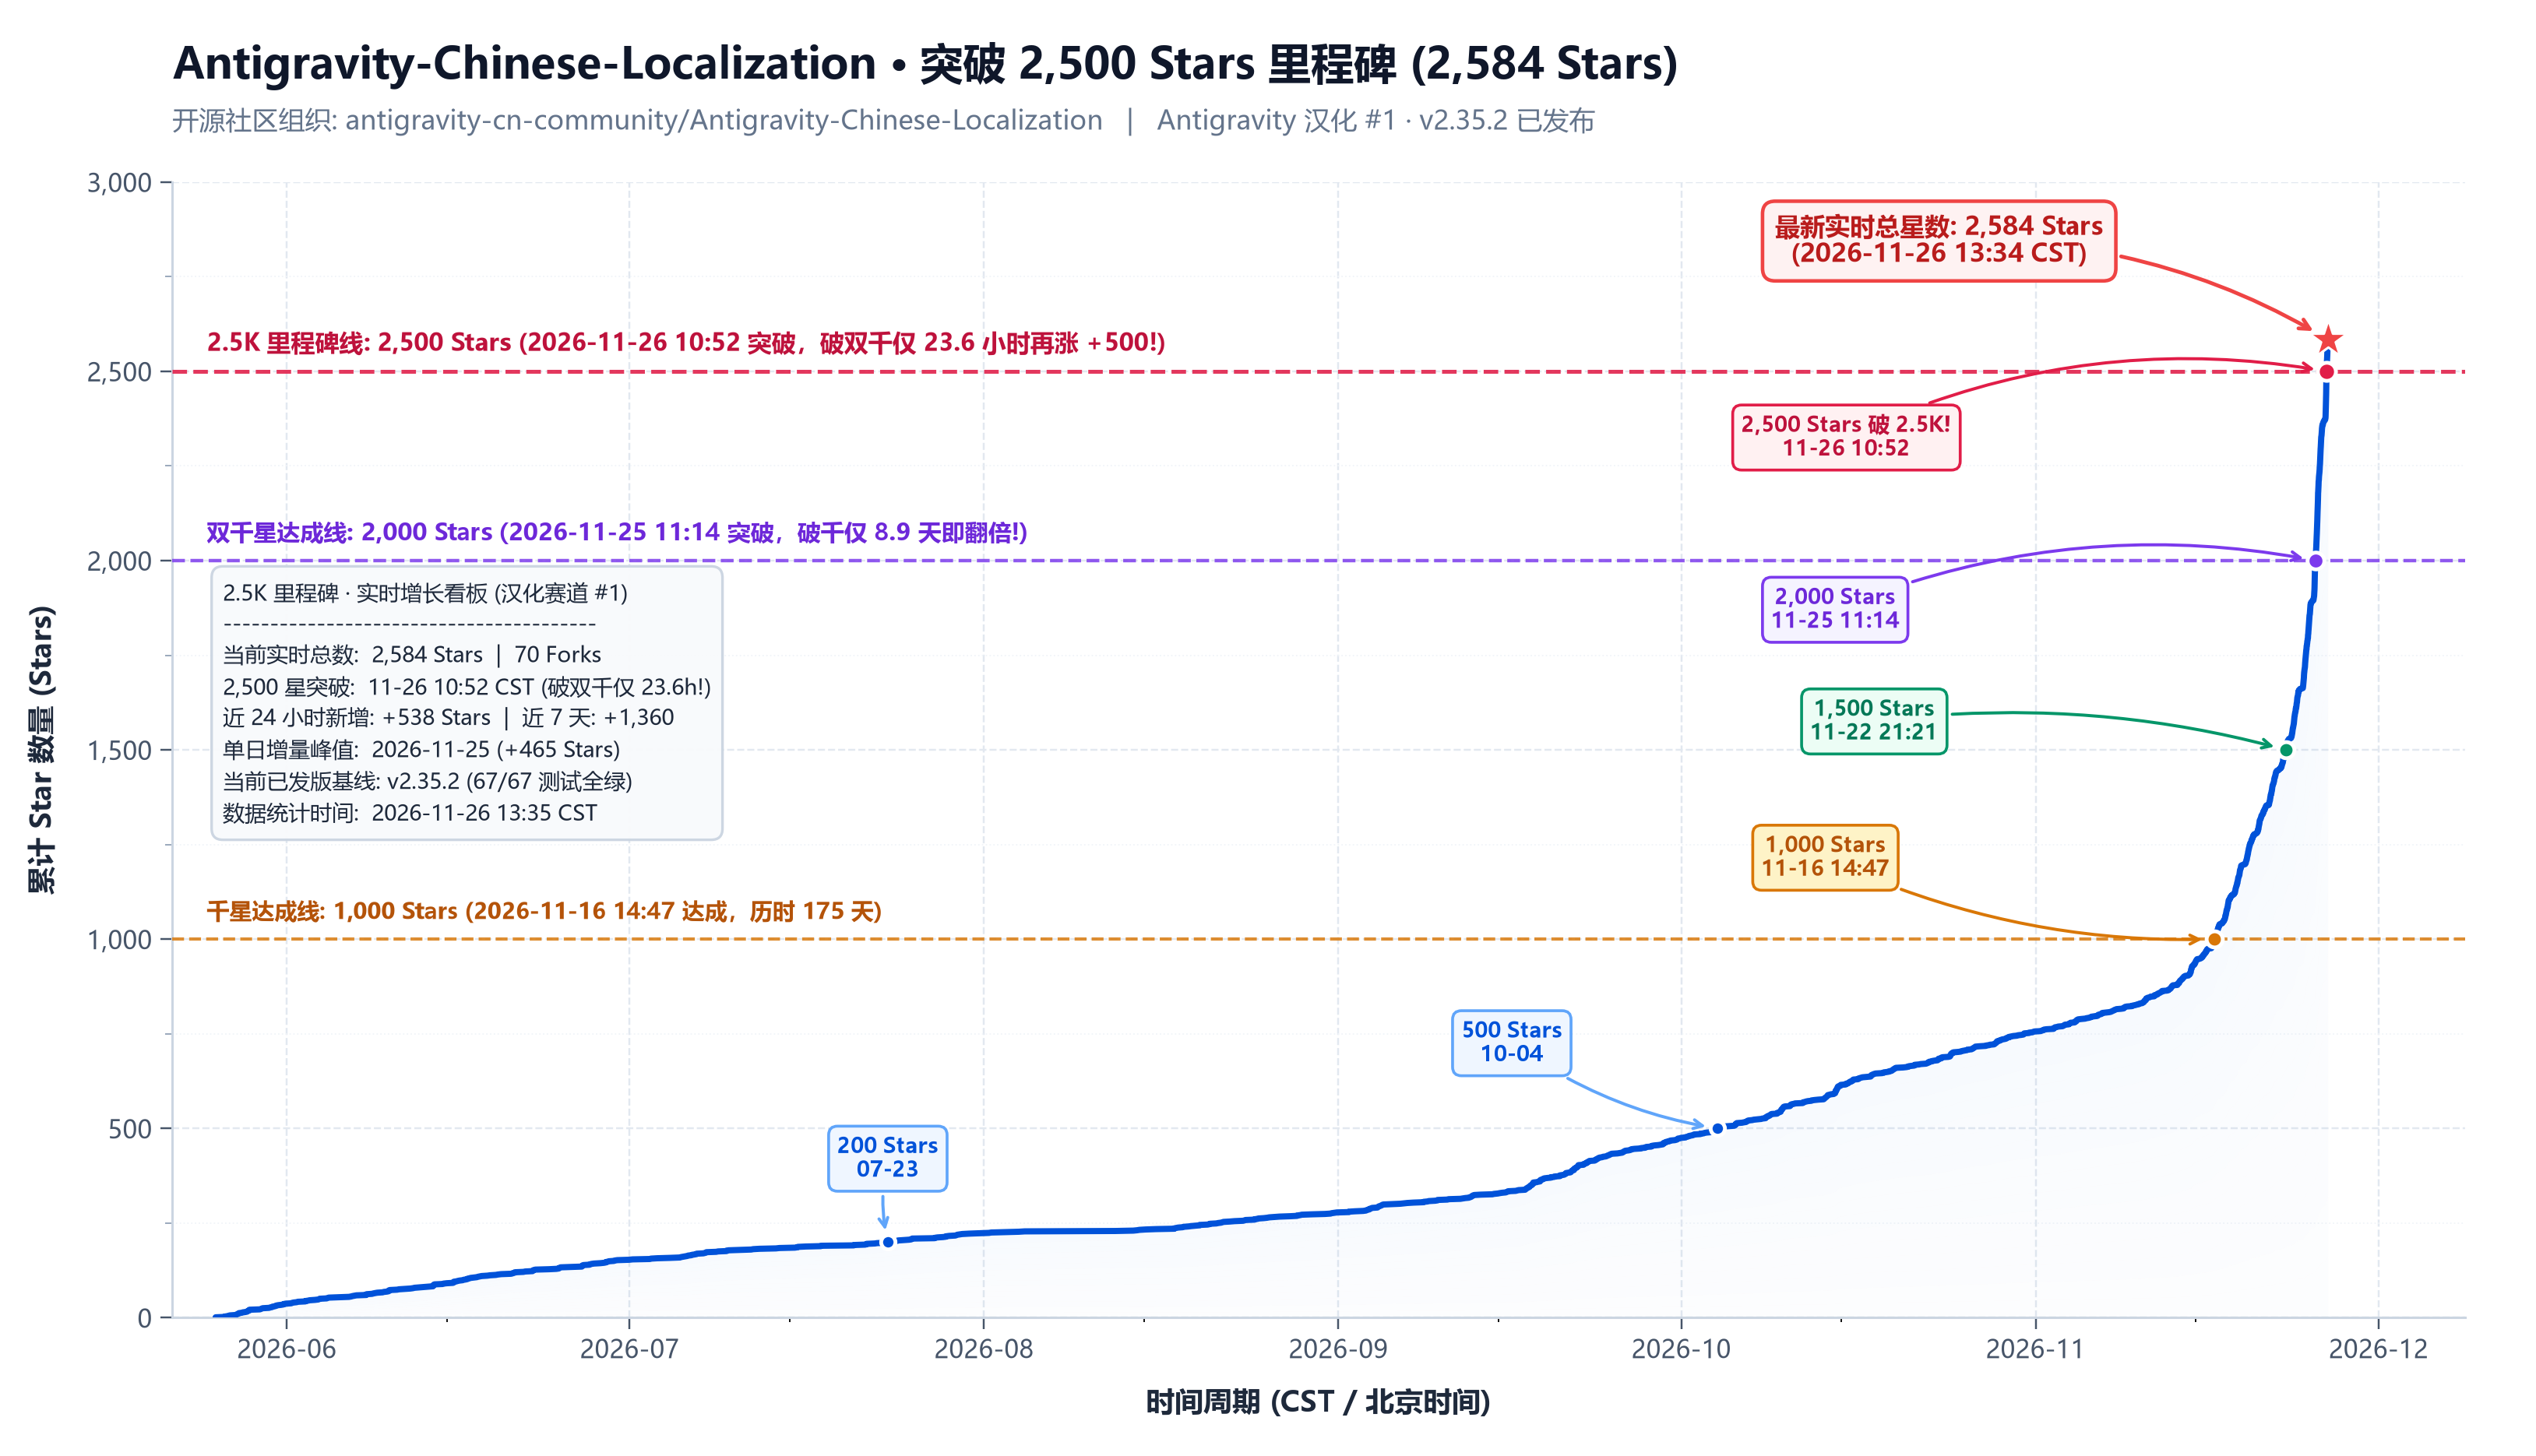 Antigravity-Chinese-Localization • 突破 2,500 Stars 里程碑 (2,584 Stars)
开源社区组织: antigravity-cn-community/Antigravity-Chinese-Localization | Antigravity 汉化 #1 · v2.35.2 已发布
累计 Star 数量 (Stars)
3,000
2,500
2,000
1,500
1,000
500
0
最新实时总星数: 2,584 Stars
(2026-11-26 13:34 CST)
2.5K 里程碑线: 2,500 Stars (2026-11-26 10:52 突破，破双千仅 23.6 小时再涨 +500!)
2,500 Stars 破 2.5K!
11-26 10:52
双千星达成线: 2,000 Stars (2026-11-25 11:14 突破，破千仅 8.9 天即翻倍!)
2,000 Stars
11-25 11:14
2.5K 里程碑 · 实时增长看板 (汉化赛道 #1)
----------------------------------------
当前实时总数: 2,584 Stars | 70 Forks
2,500 星突破: 11-26 10:52 CST (破双千仅 23.6h!)
近 24 小时新增: +538 Stars | 近 7 天: +1,360
单日增量峰值: 2026-11-25 (+465 Stars)
当前已发版基线: v2.35.2 (67/67 测试全绿)
数据统计时间: 2026-11-26 13:35 CST
1,500 Stars
11-22 21:21
1,000 Stars
11-16 14:47
千星达成线: 1,000 Stars (2026-11-16 14:47 达成，历时 175 天)
500 Stars
10-04
200 Stars
07-23
2026-06
2026-07
2026-08
2026-09
2026-10
2026-11
2026-12
时间周期 (CST / 北京时间)